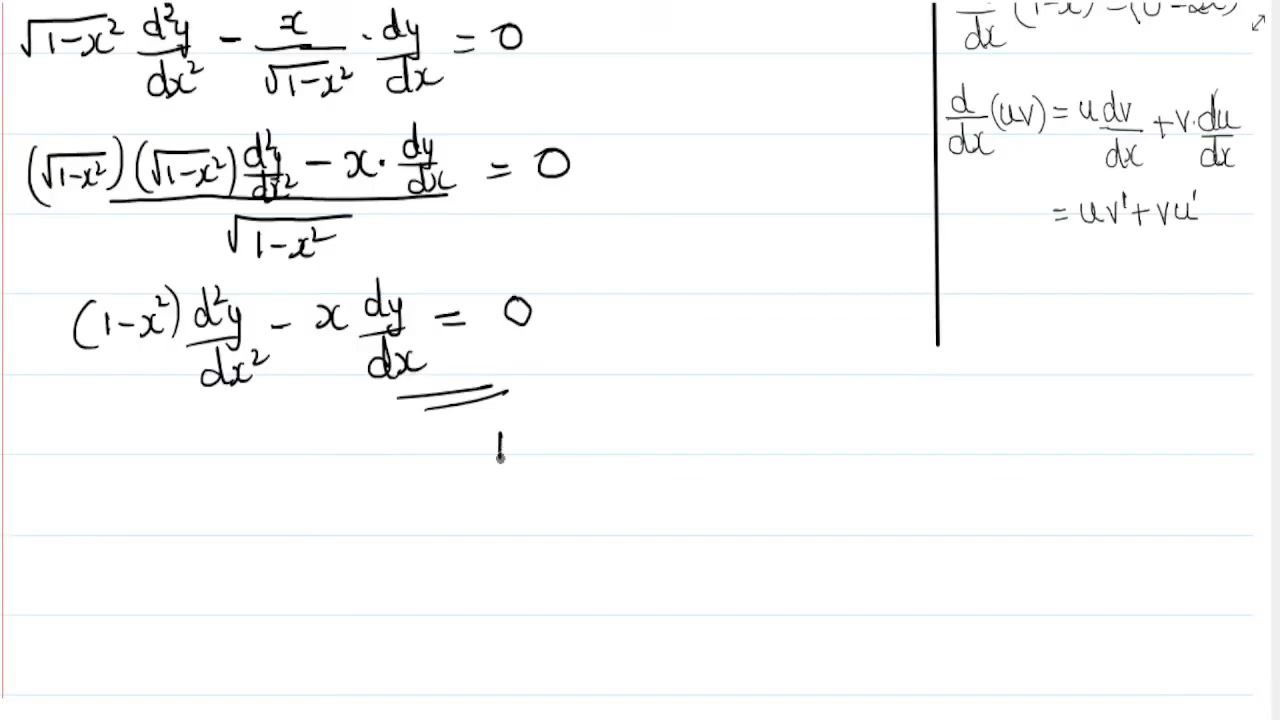 √1-x² d²y/dx² - x/√1-x² · dy/dx = 0
(√1-x²)(√1-x²) d²y/dx² - x · dy/dx = 0
√1-x²
(1-x²) d²y/dx² - x dy/dx = 0
d/dx (uv) = u dv/dx + v · du/dx
= uv' + vu'